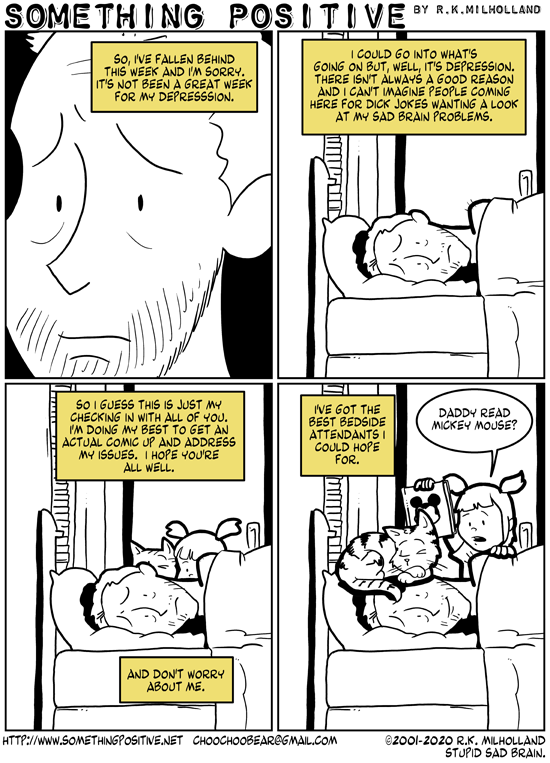 SOMETHING POSITIVE BY R.K.MILHOLLAND
SO, I'VE FALLEN BEHIND
THIS WEEK AND I'M SORRY.
IT'S NOT BEEN A GREAT WEEK
FOR MY DEPRESSSION.
I COULD GO INTO WHAT'S
GOING ON BUT, WELL, IT'S DEPRESSION.
THERE ISN'T ALWAYS A GOOD REASON
AND I CAN'T IMAGINE PEOPLE COMING
HERE FOR DICK JOKES WANTING A LOOK
AT MY SAD BRAIN PROBLEMS.
SO I GUESS THIS IS JUST MY
CHECKING IN WITH ALL OF YOU.
I'M DOING MY BEST TO GET AN
ACTUAL COMIC UP AND ADDRESS
MY ISSUES. I HOPE YOU'RE
ALL WELL.
AND DON'T WORRY
ABOUT ME.
I'VE GOT THE
BEST BEDSIDE
ATTENDANTS I
COULD HOPE
FOR.
DADDY READ
MICKEY MOUSE?
HTTP://WWW.SOMETHINGPOSITIVE.NET CHOOCHOOBEAR@GMAIL.COM
©2001-2020 R.K. MILHOLLAND
STUPID SAD BRAIN.